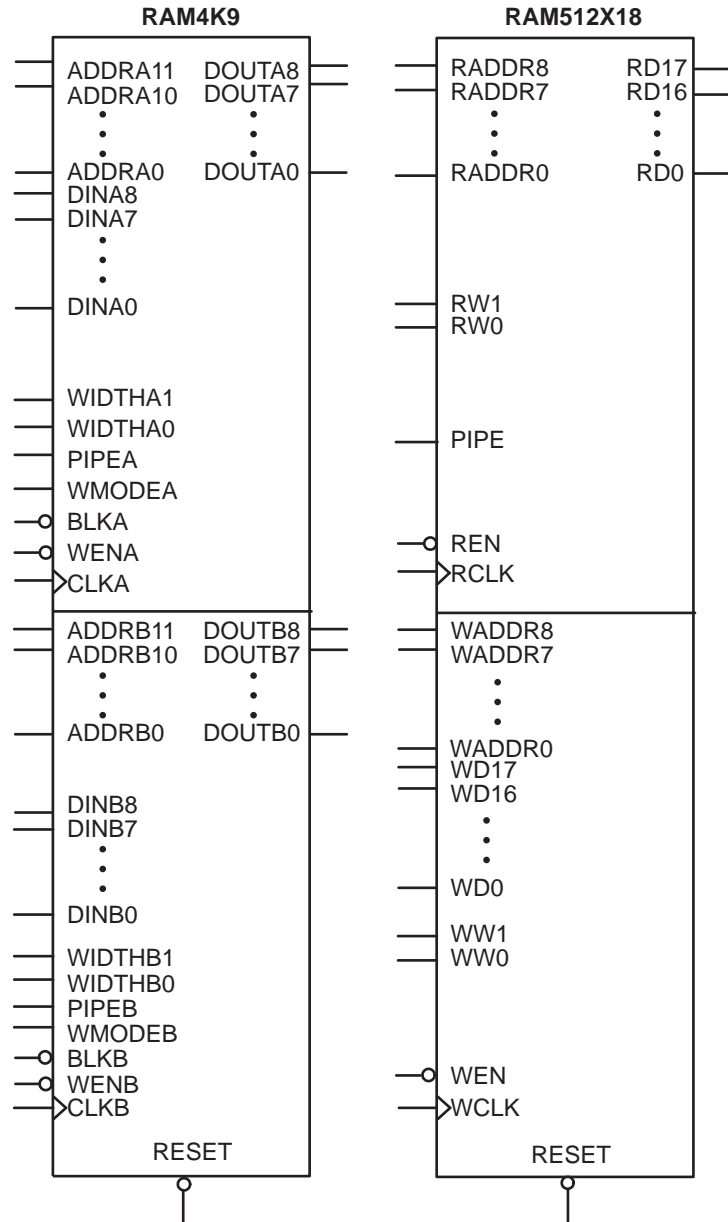 RAM4K9
ADDRA11 DOUTA8
ADDRA10 DOUTA7
ADDRA0 DOUTA0
DINA8
DINA7
DINA0
WIDTHA1
WIDTHA0
PIPEA
WMODEA
BLKA
WENA
CLKA
ADDRB11 DOUTB8
ADDRB10 DOUTB7
ADDRB0 DOUTB0
DINB8
DINB7
DINB0
WIDTHB1
WIDTHB0
PIPEB
WMODEB
BLKB
WENB
CLKB
RESET
RAM512X18
RADDR8 RD17
RADDR7 RD16
RADDR0 RD0
RW1
RW0
PIPE
REN
RCLK
WADDR8
WADDR7
WADDR0
WD17
WD16
WD0
WW1
WW0
WEN
WCLK
RESET